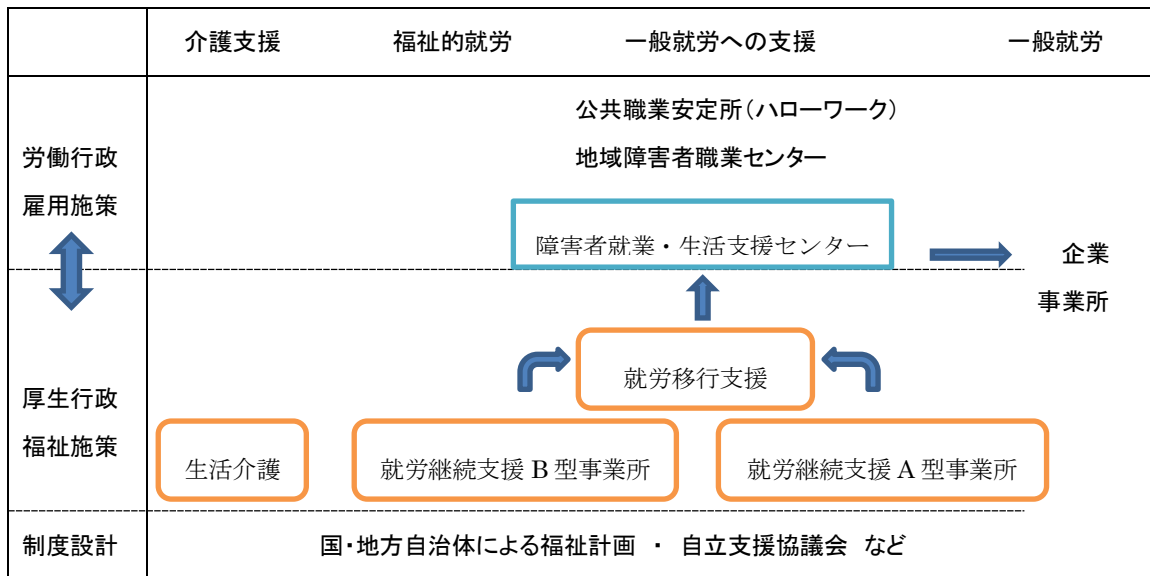 介護支援 福祉的就労 一般就労への支援 一般就労
公共職業安定所(ハローワーク)
労働行政
地域障害者職業センター
雇用施策
障害者就業・生活支援センター
企業
事業所
就労移行支援
厚生行政
福祉施策
生活介護 就労継続支援 B 型事業所 就労継続支援 A 型事業所
制度設計 国・地方自治体による福祉計画 ・ 自立支援協議会 など